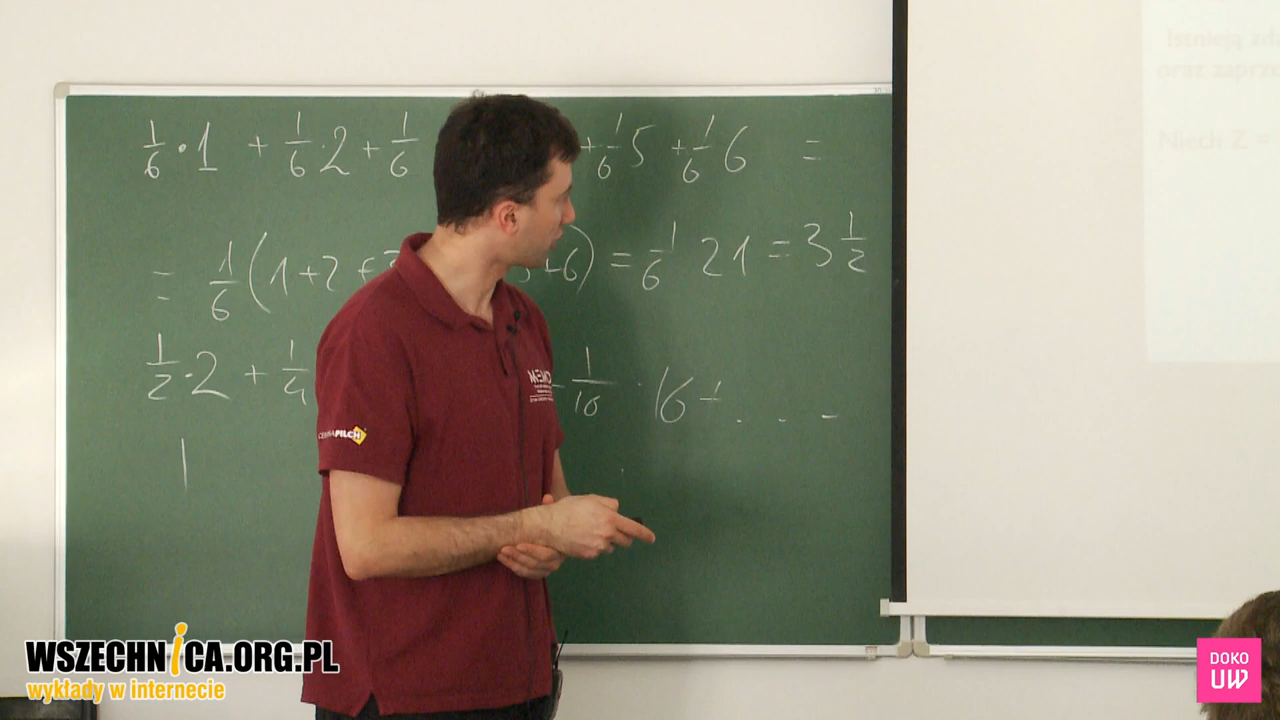 1/6 · 1 + 1/6 · 2 + 1/6 + 1/6 5 + 1/6 6 =
= 1/6 (1+2+ +6) = 1/6 21 = 3 1/2
1/2 · 2 + 1/4 1/16 · 16 + . . .
1
PILCH
WSZECHNICA.ORG.PL
wykłady w internecie
Istnieją
oraz
Niech Z =
DOKO
UW